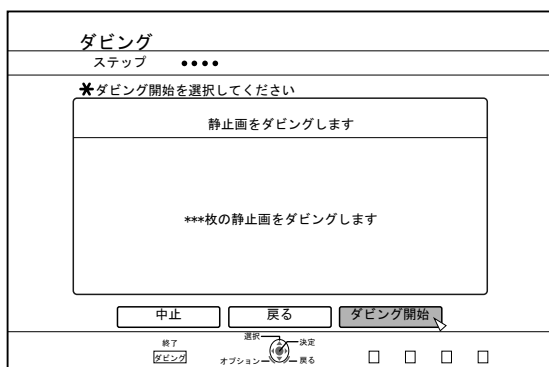 ダビング
ステップ ●●●●
✱ダビング開始を選択してください
静止画をダビングします
***枚の静止画をダビングします
中止 戻る ダビング開始
終了 選択 決定
ダビング オプション 戻る